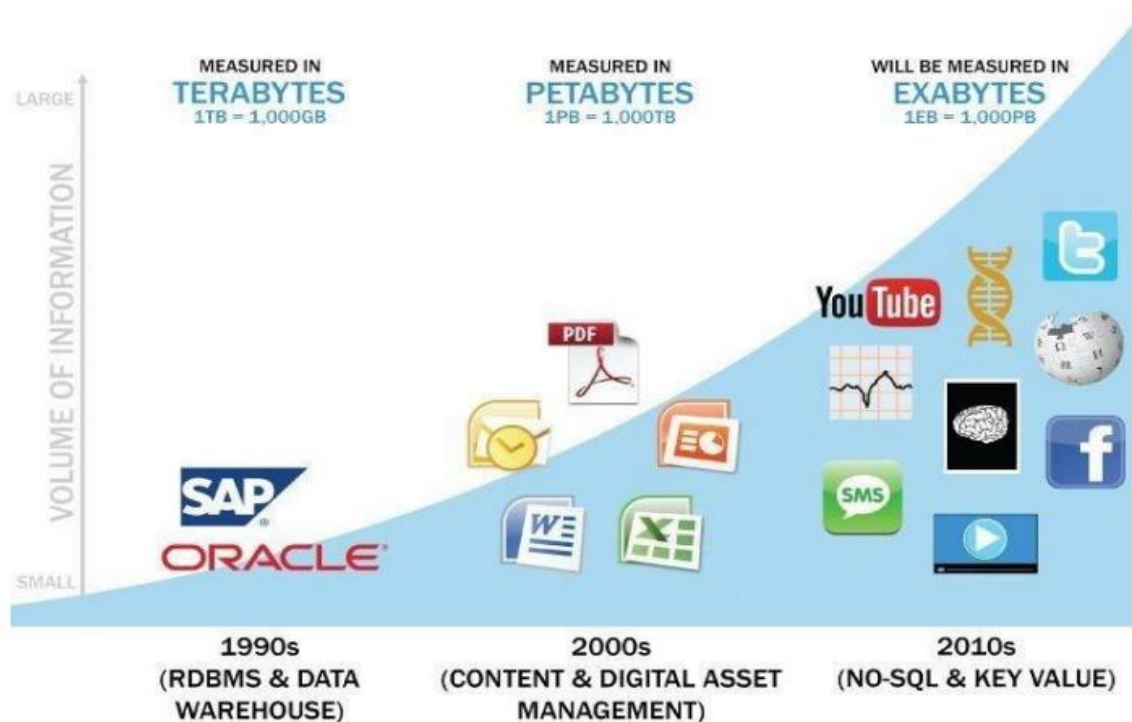 MEASURED IN
TERABYTES
1TB = 1,000GB
MEASURED IN
PETABYTES
1PB = 1,000TB
WILL BE MEASURED IN
EXABYTES
1EB = 1,000PB
LARGE
VOLUME OF INFORMATION
SMALL
SAP®
ORACLE
PDF
W
X
YouTube
SMS
t
W
Ω
И
f
1990s
(RDBMS & DATA
WAREHOUSE)
2000s
(CONTENT & DIGITAL ASSET
MANAGEMENT)
2010s
(NO-SQL & KEY VALUE)